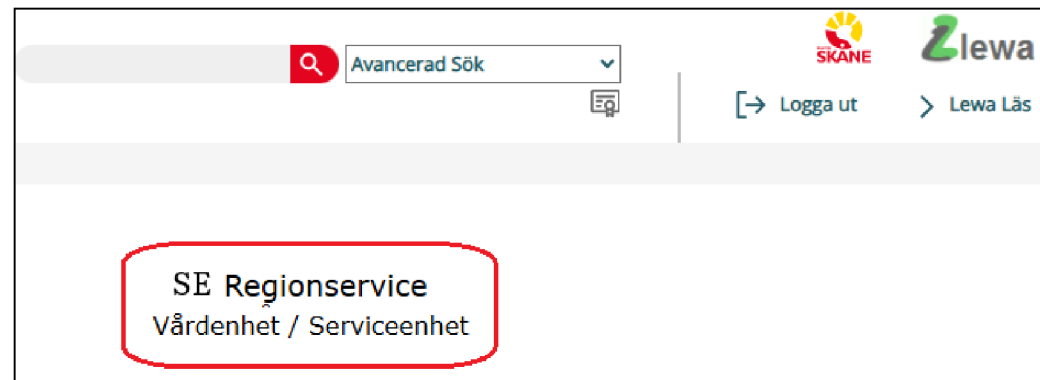 SKÅNE
lewa
Avancerad Sök
Logga ut
Lewa Läs
SE Regionservice
Vårdenhet / Serviceenhet